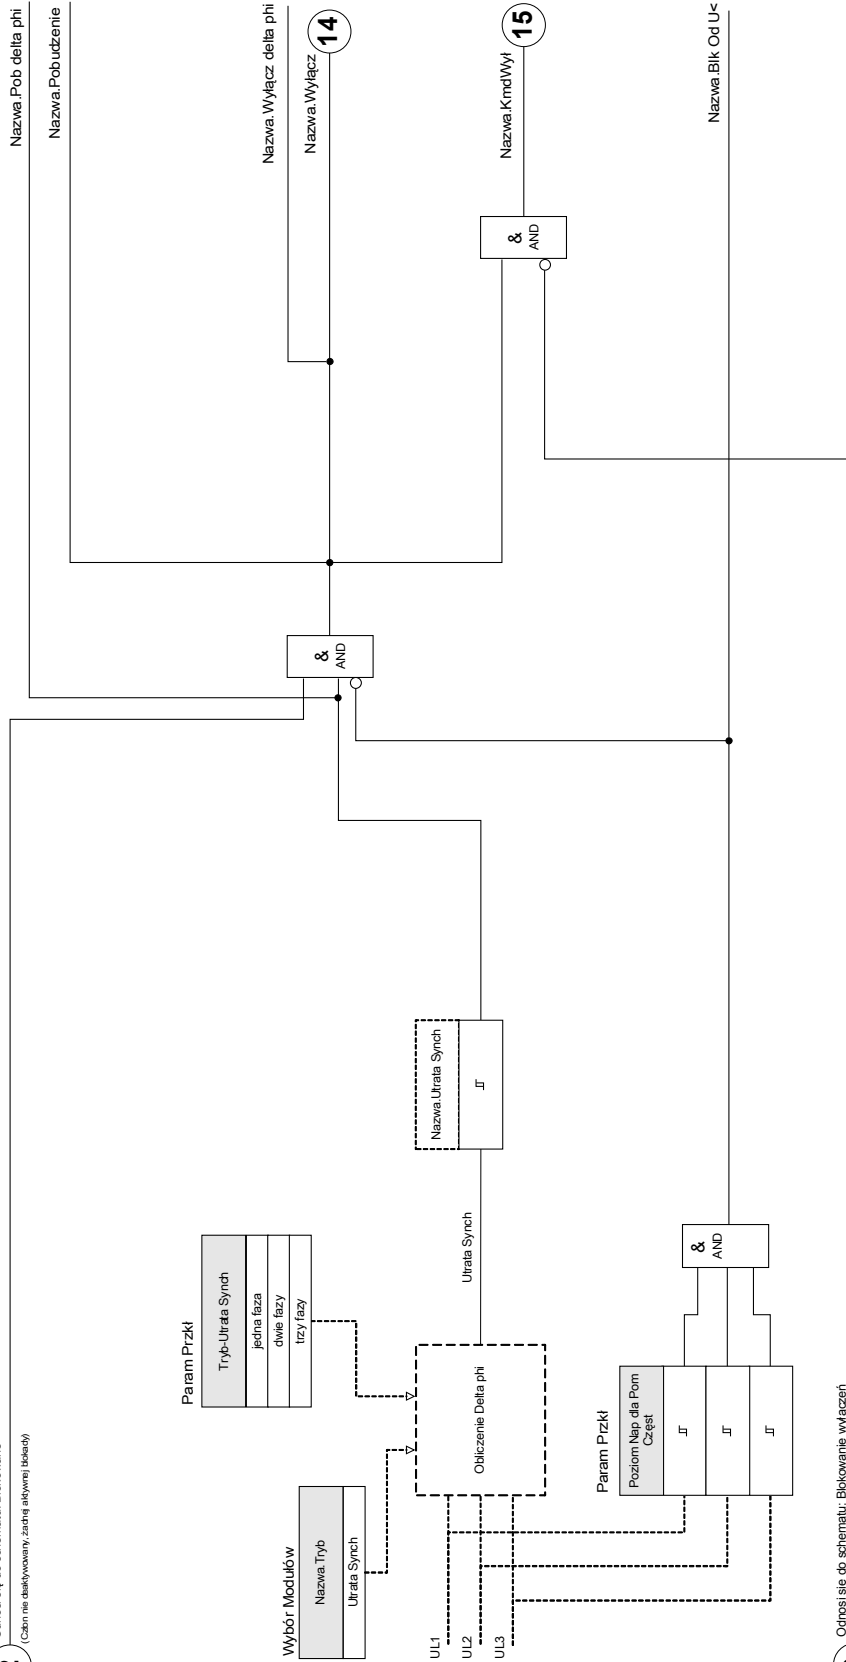 Nazwa.Pob delta phi
Nazwa.Pobudzenie
Nazwa.Wyłącz delta phi
Nazwa.Wyłącz
14
Nazwa.KmdWył
15
Nazwa.Blk Od U<
&
AND
&
AND
Nazwa.Utrata Synch
Utrata Synch
Param Przkł
Tryb-Utrata Synch
jedna faza
dwie fazy
trzy fazy
Wybór Modułów
Nazwa.Tryb
Utrata Synch
Obliczenie Delta phi
UL1
UL2
UL3
Param Przkł
Poziom Nap dla Pom
Częst
&
AND
(Człon nie deaktywowany, żadnej aktywnej blokady)
Odnosi sie do schematu: Blokowanie wyłaczeń